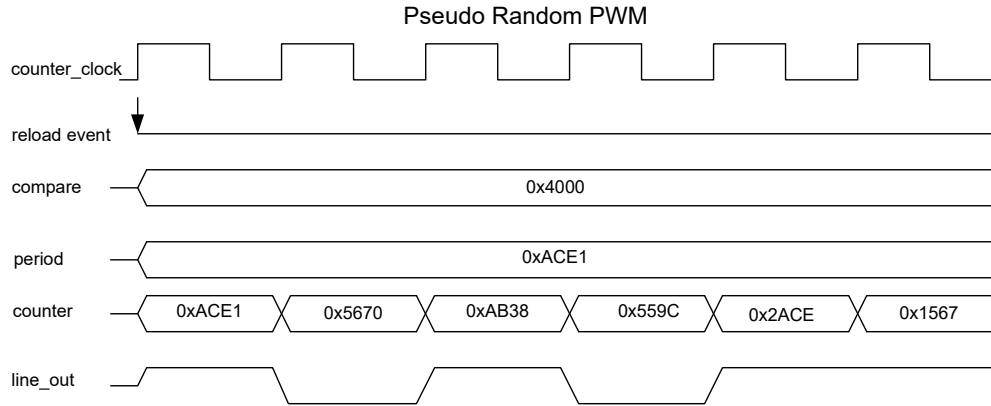 Pseudo Random PWM
counter_clock
reload event
compare
0x4000
period
0xACE1
counter
0xACE1
0x5670
0xAB38
0x559C
0x2ACE
0x1567
line_out